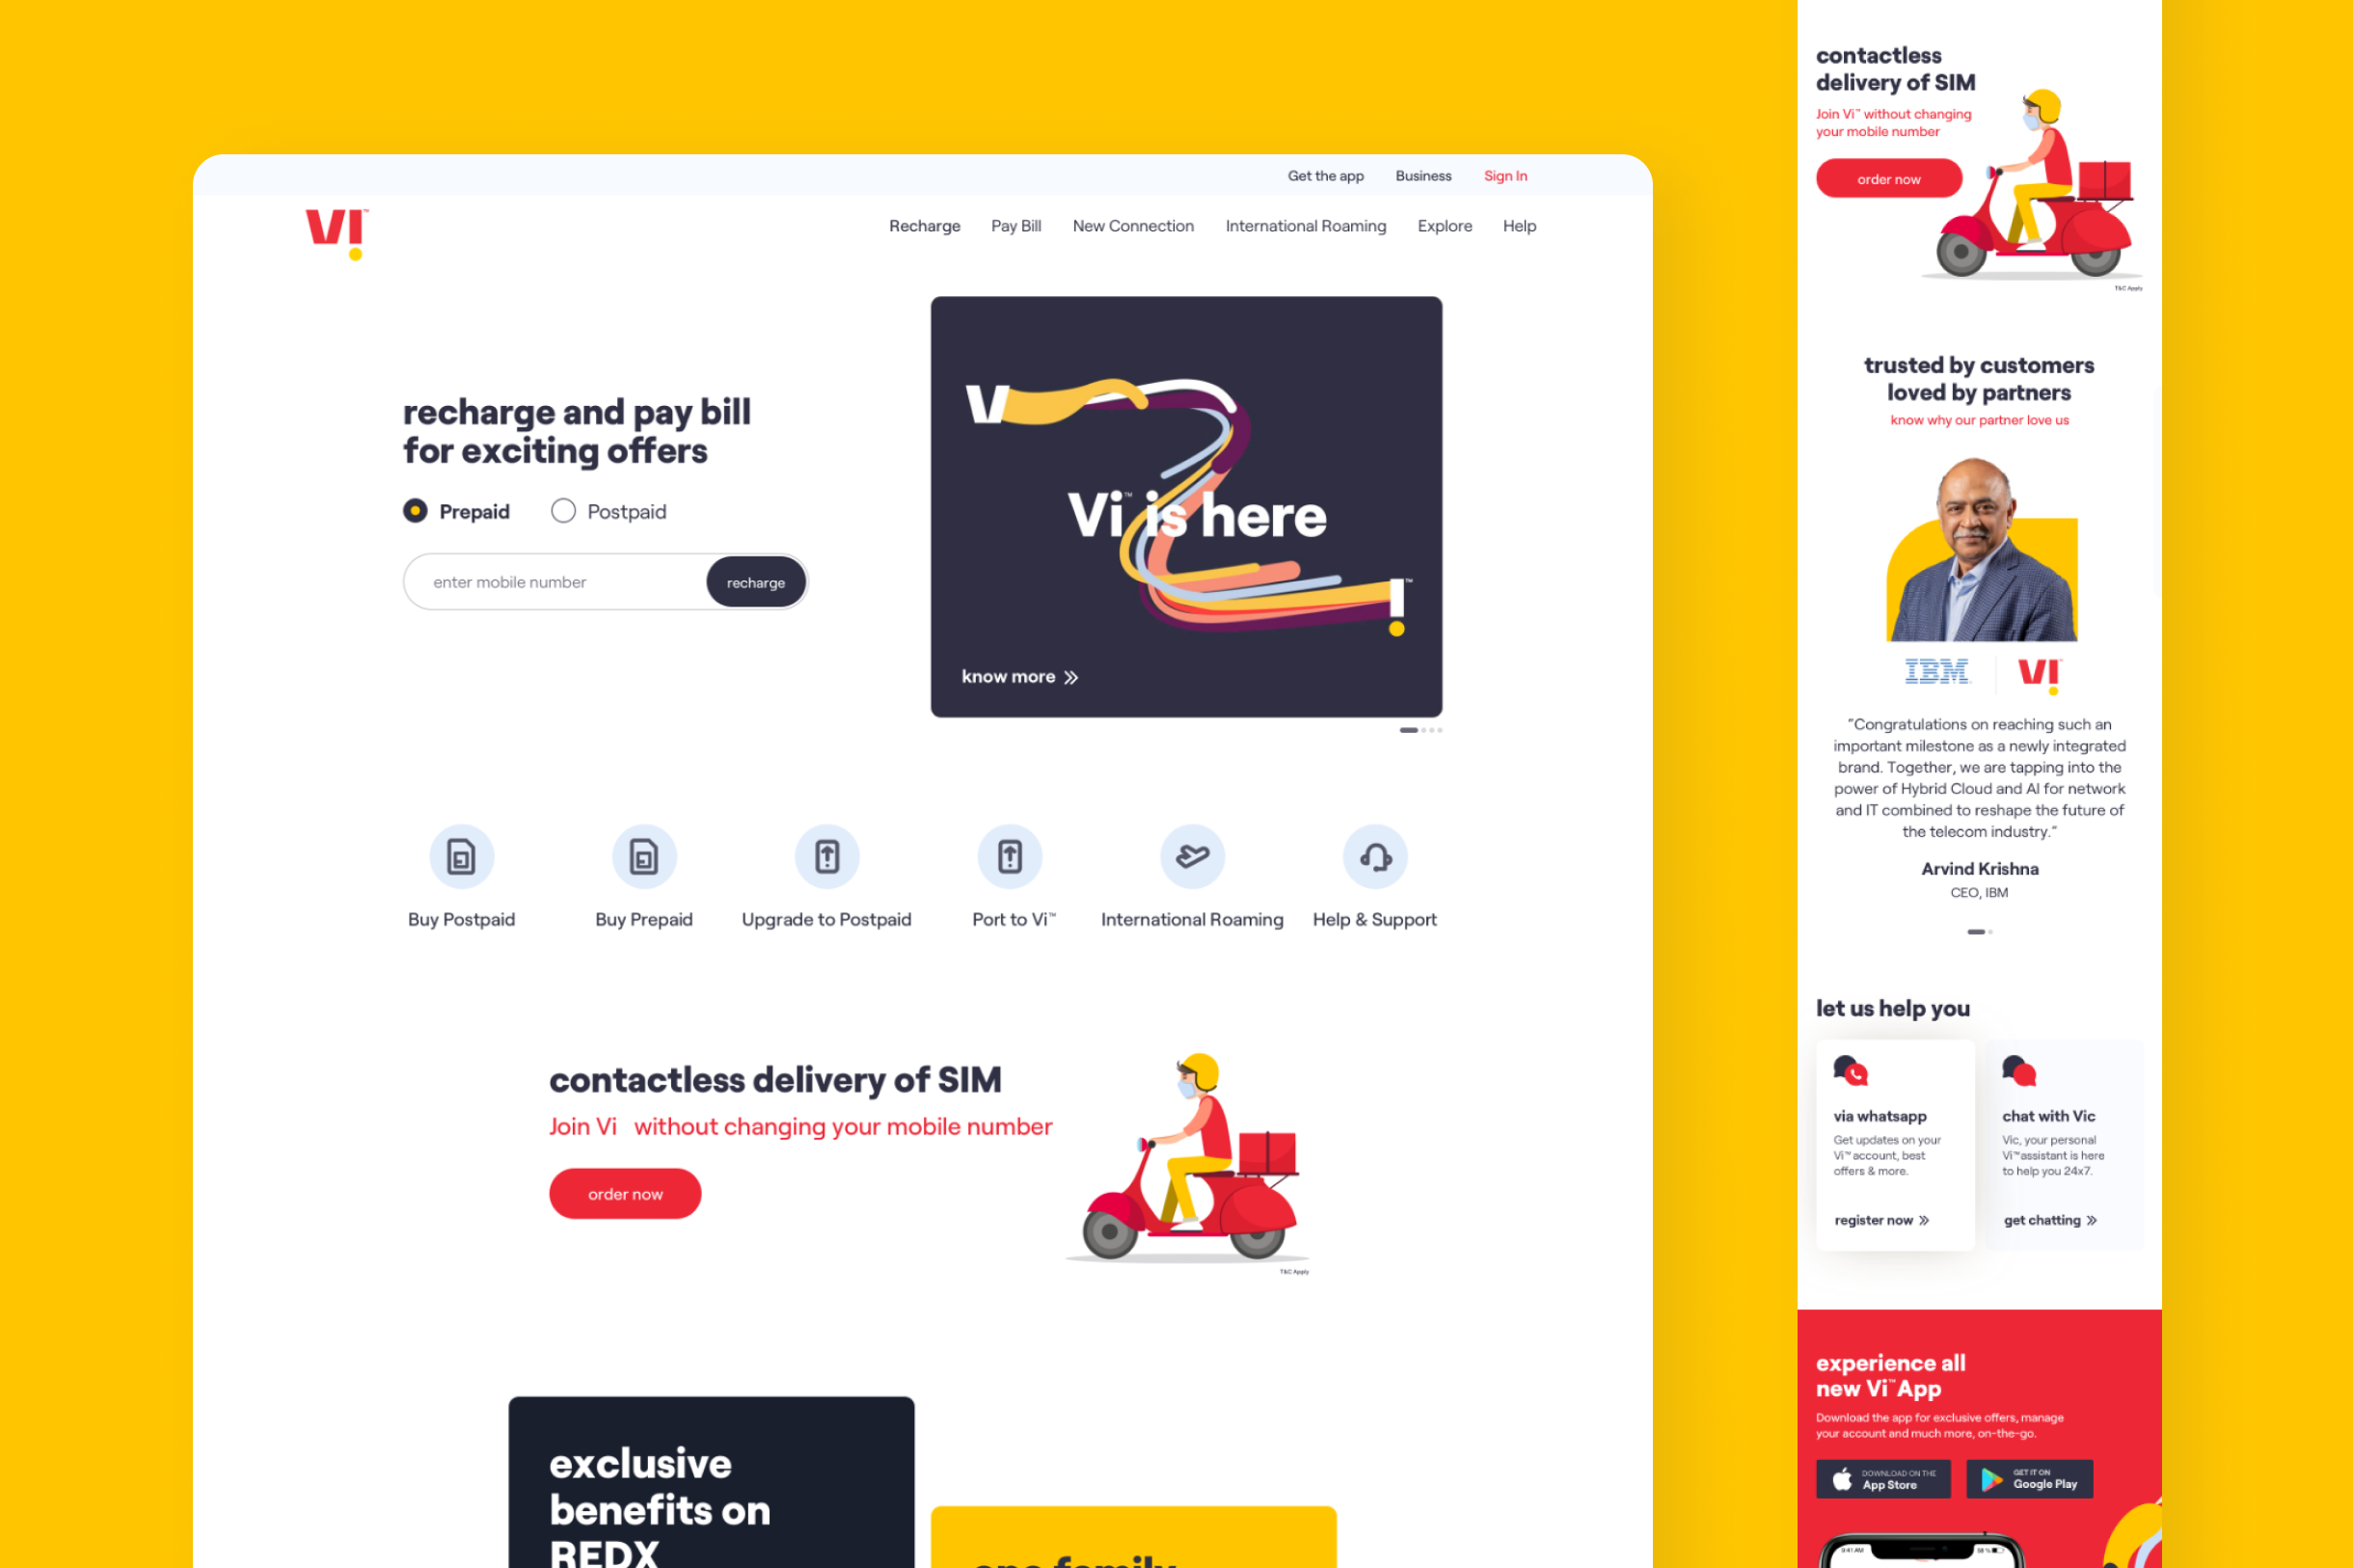 Get the app Business Sign In
VI™
Recharge Pay Bill New Connection International Roaming Explore Help
recharge and pay bill
for exciting offers
Prepaid Postpaid
enter mobile number recharge
V
Vi™ is here
I™
know more
Buy Postpaid Buy Prepaid Upgrade to Postpaid Port to Vi™ International Roaming Help & Support
contactless delivery of SIM
Join Vi without changing your mobile number
order now
T&C Apply
exclusive
benefits on
REDX
one family
contactless
delivery of SIM
Join Vi™ without changing
your mobile number
order now
T&C Apply
trusted by customers
loved by partners
know why our partner love us
IBM VI
"Congratulations on reaching such an
important milestone as a newly integrated
brand. Together, we are tapping into the
power of Hybrid Cloud and AI for network
and IT combined to reshape the future of
the telecom industry."
Arvind Krishna
CEO, IBM
let us help you
via whatsapp
Get updates on your
Vi™ account, best
offers & more.
register now
chat with Vic
Vic, your personal
Vi™ assistant is here
to help you 24x7.
get chatting
experience all
new Vi™ App
Download the app for exclusive offers, manage
your account and much more, on-the-go.
DOWNLOAD ON THE
App Store
GET IT ON
Google Play
9:41 AM 58 %